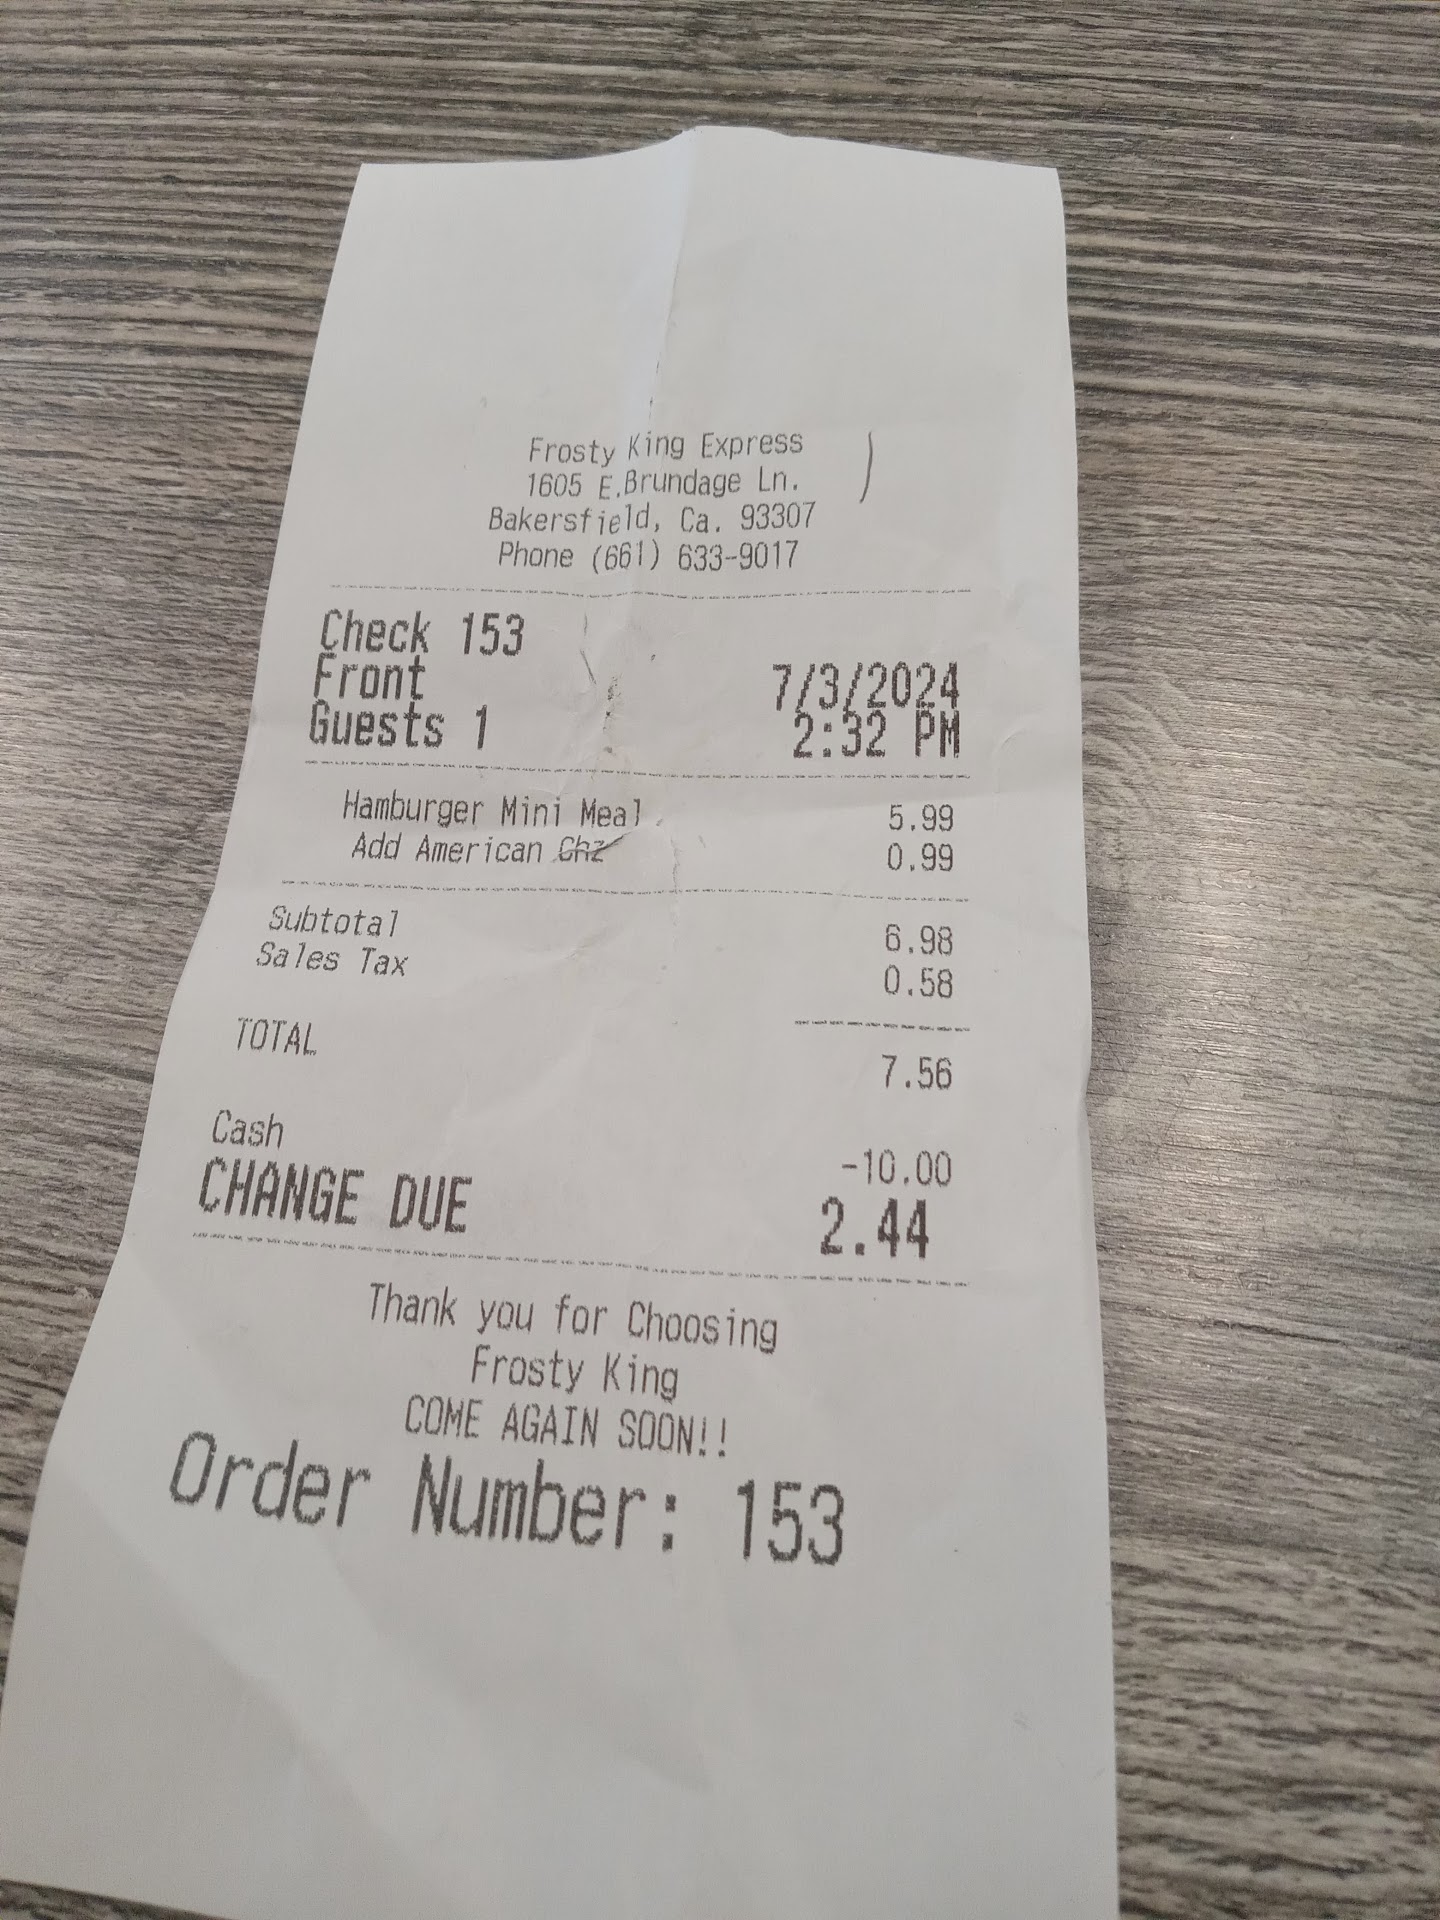 Frosty King Express
1605 E.Brundage Ln.
Bakersfield, Ca. 93307
Phone (661) 633-9017
Check 153
Front 7/3/2024
Guests 1 2:32 PM
Hamburger Mini Meal 5.99
Add American Chz 0.99
Subtotal 6.98
Sales Tax 0.58
TOTAL 7.56
Cash -10.00
CHANGE DUE 2.44
Thank you for Choosing
Frosty King
COME AGAIN SOON!!
Order Number: 153